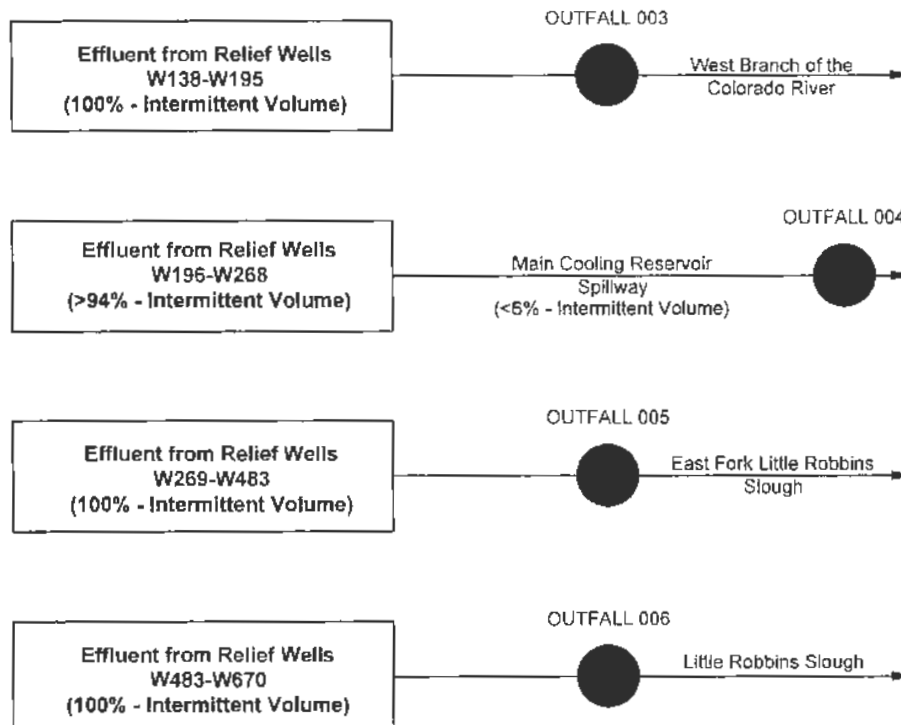 OUTFALL 003
Effluent from Relief Wells
W138-W195
(100% - Intermittent Volume)
West Branch of the
Colorado River
OUTFALL 004
Effluent from Relief Wells
W196-W268
(>94% - Intermittent Volume)
Main Cooling Reservoir
Spillway
(<6% - Intermittent Volume)
OUTFALL 005
Effluent from Relief Wells
W269-W483
(100% - Intermittent Volume)
East Fork Little Robbins
Slough
OUTFALL 006
Effluent from Relief Wells
W483-W670
(100% - Intermittent Volume)
Little Robbins Slough